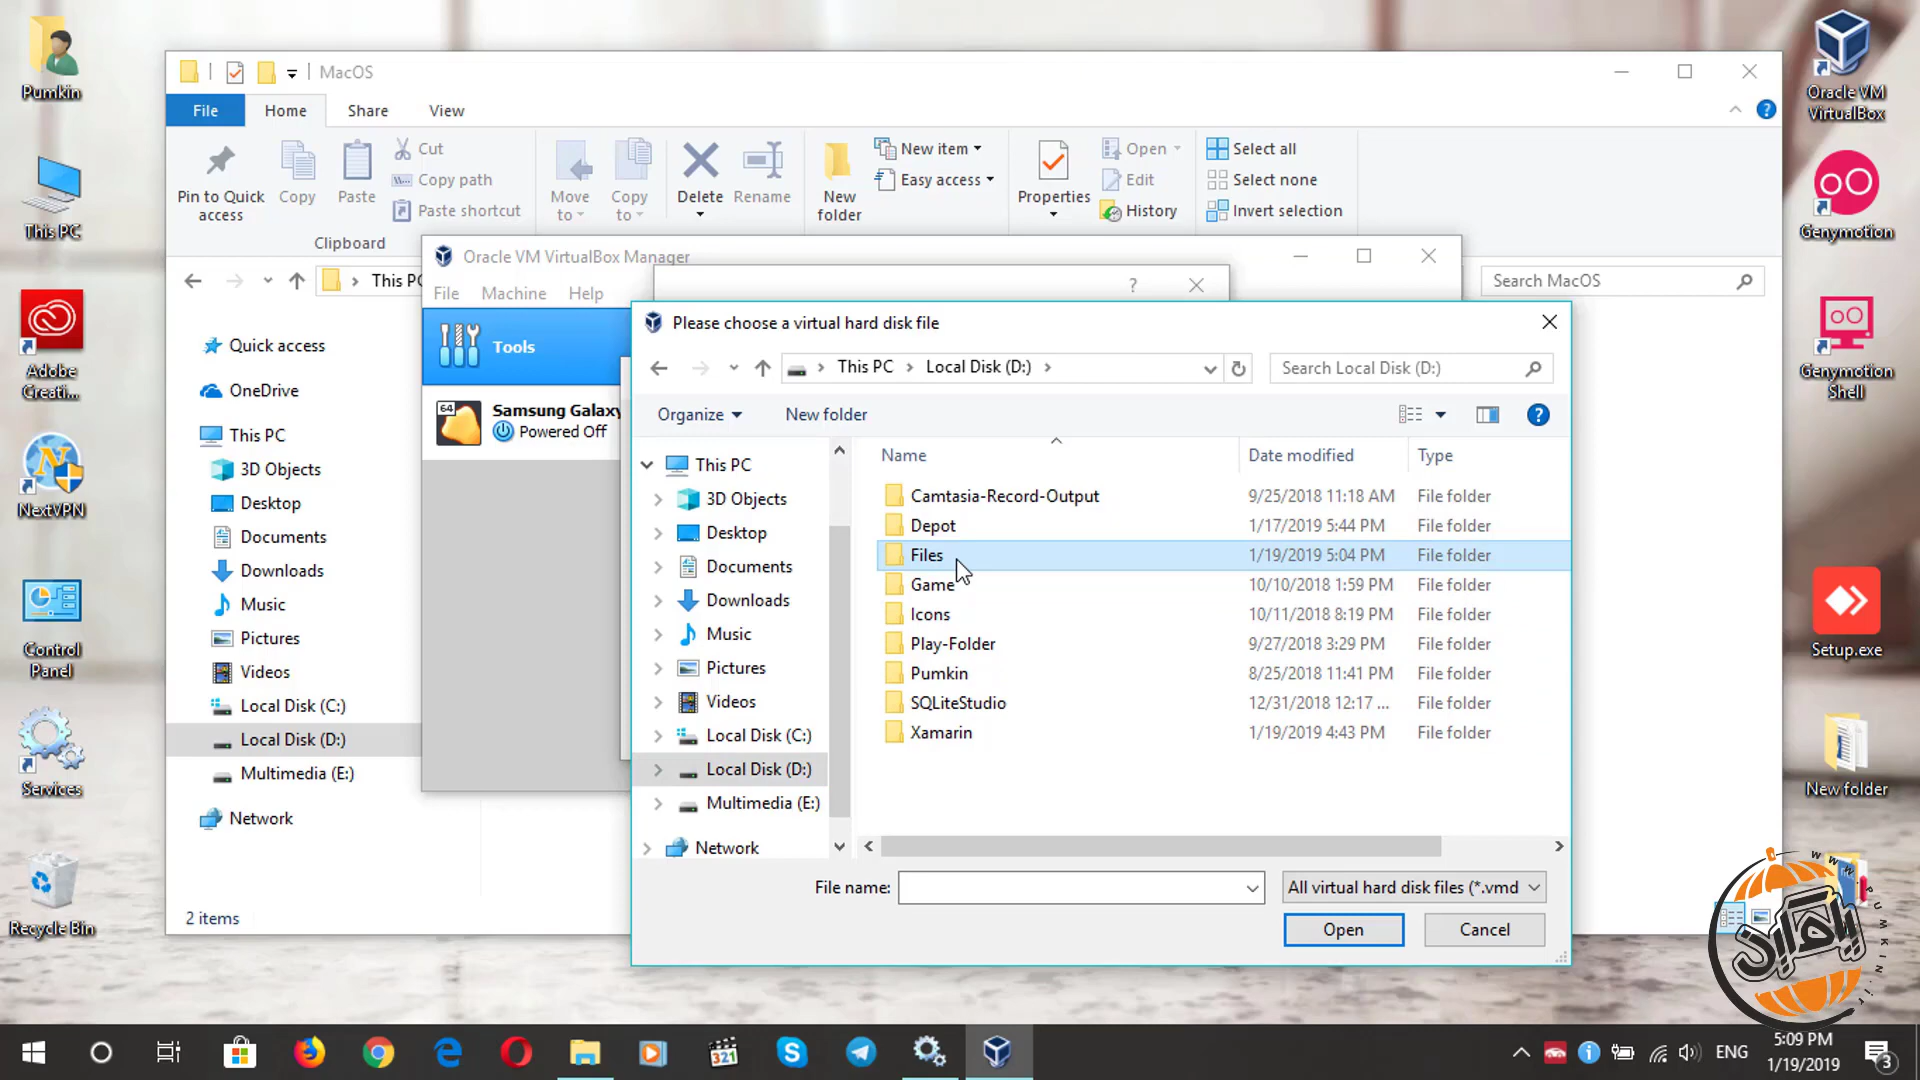 Pumkin
This PC
Adobe
Creati...
NextVPN
Control
Panel
Services
Recycle Bin
Oracle VM
VirtualBox
Genymotion
Genymotion
Shell
Setup.exe
New folder
MacOS
File
Home
Share
View
Pin to Quick
access
Copy
Paste
Cut
Copy path
Paste shortcut
Clipboard
Move
to
Copy
to
Delete
Rename
New
folder
New item
Easy access
Properties
Open
Edit
History
Select all
Select none
Invert selection
This PC
Search MacOS
Quick access
OneDrive
This PC
3D Objects
Desktop
Documents
Downloads
Music
Pictures
Videos
Local Disk (C:)
Local Disk (D:)
Multimedia (E:)
Network
2 items
Oracle VM VirtualBox Manager
File
Machine
Help
Tools
64
Samsung Galaxy
Powered Off
Please choose a virtual hard disk file
This PC
Local Disk (D:)
Search Local Disk (D:)
Organize
New folder
This PC
3D Objects
Desktop
Documents
Downloads
Music
Pictures
Videos
Local Disk (C:)
Local Disk (D:)
Multimedia (E:)
Network
Name Date modified Type
Camtasia-Record-Output 9/25/2018 11:18 AM File folder
Depot 1/17/2019 5:44 PM File folder
Files 1/19/2019 5:04 PM File folder
Game 10/10/2018 1:59 PM File folder
Icons 10/11/2018 8:19 PM File folder
Play-Folder 9/27/2018 3:29 PM File folder
Pumkin 8/25/2018 11:41 PM File folder
SQLiteStudio 12/31/2018 12:17 ... File folder
Xamarin 1/19/2019 4:43 PM File folder
File name:
All virtual hard disk files (*.vmd
Open
Cancel
www.PUMKIN.ir
321
ENG
5:09 PM
1/19/2019
3